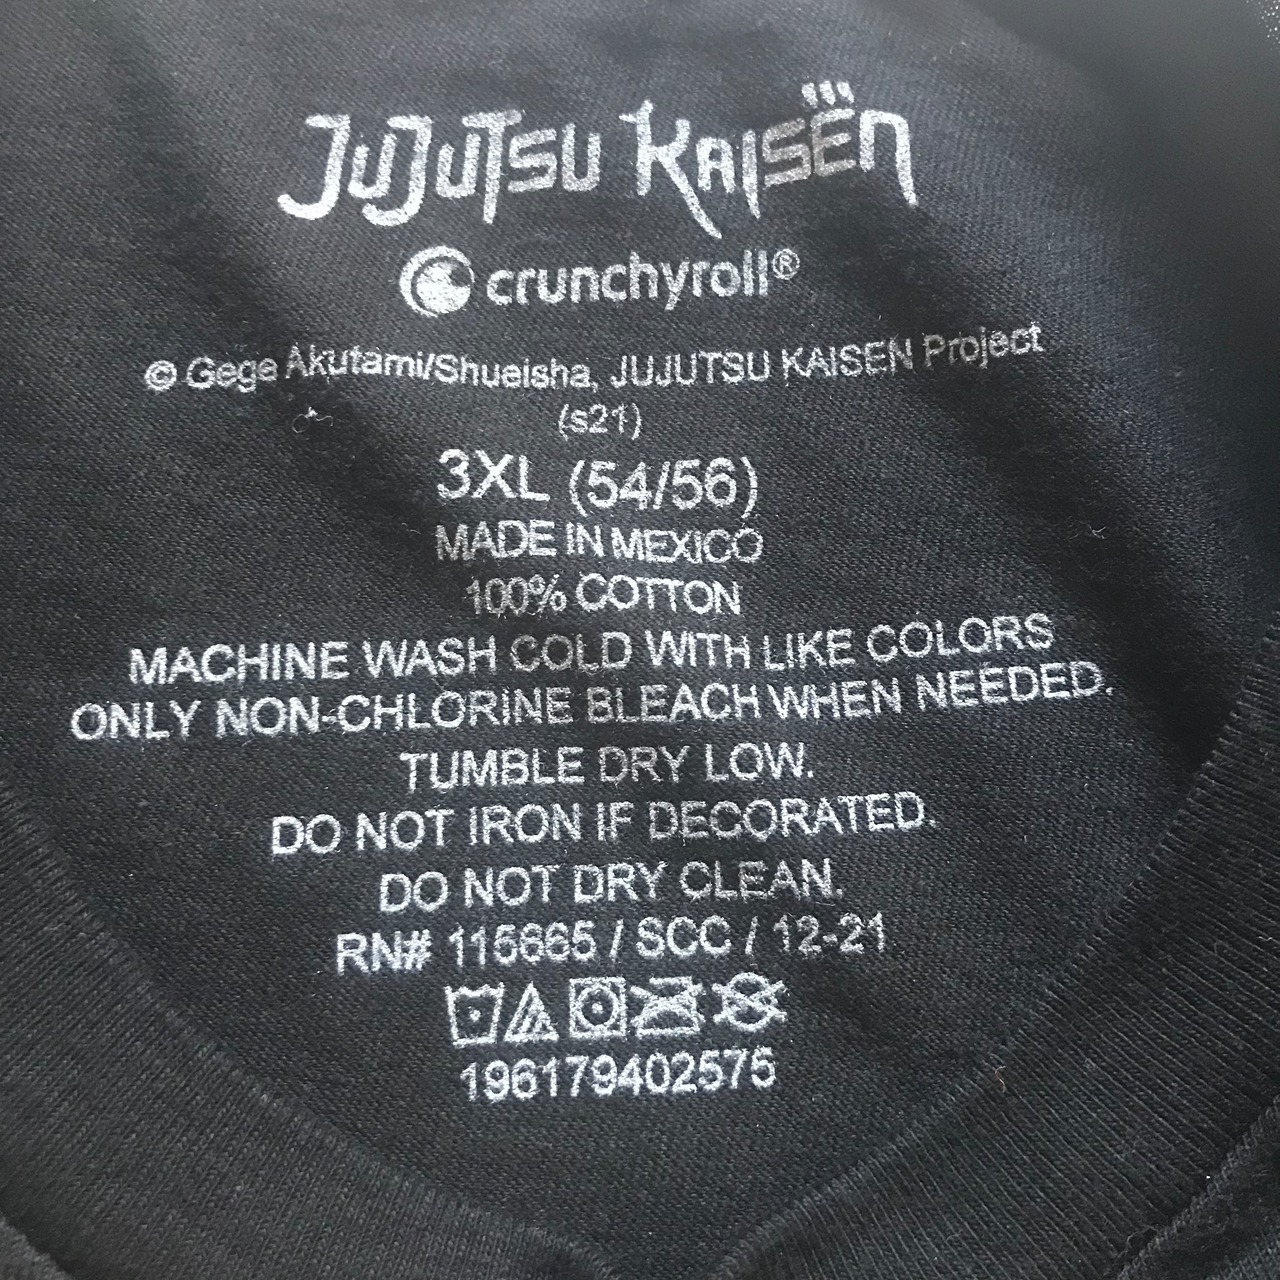 JUJUTSU KAISEN
crunchyroll®
© Gege Akutami/Shueisha, JUJUTSU KAISEN Project
(s21)
3XL (54/56)
MADE IN MEXICO
100% COTTON
MACHINE WASH COLD WITH LIKE COLORS
ONLY NON-CHLORINE BLEACH WHEN NEEDED.
TUMBLE DRY LOW.
DO NOT IRON IF DECORATED.
DO NOT DRY CLEAN.
RN# 115665 / SCC / 12-21
196179402575